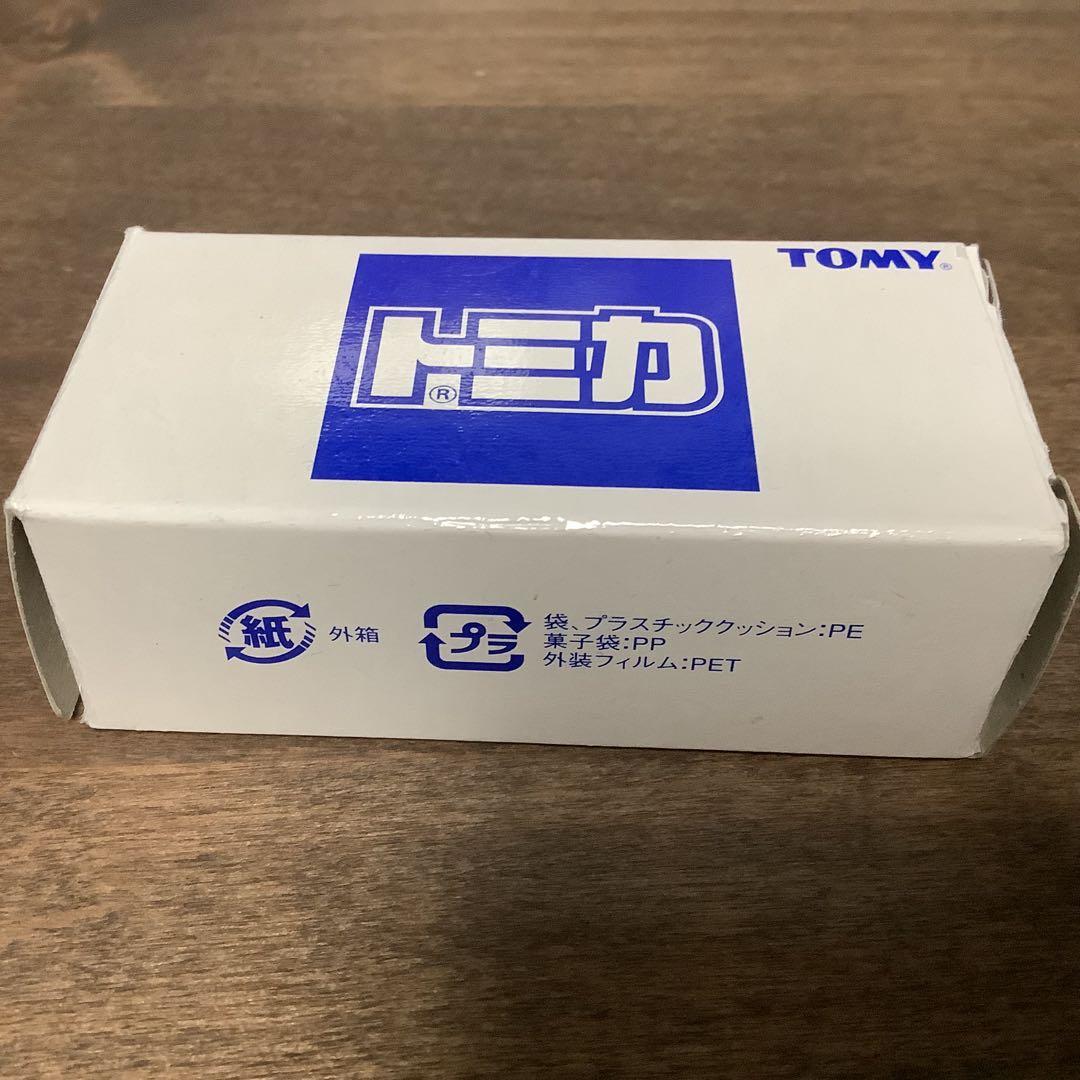 TOMY®
トミカ®
紙 外箱
プラ 袋、プラスチッククッション:PE
菓子袋:PP
外装フィルム:PET